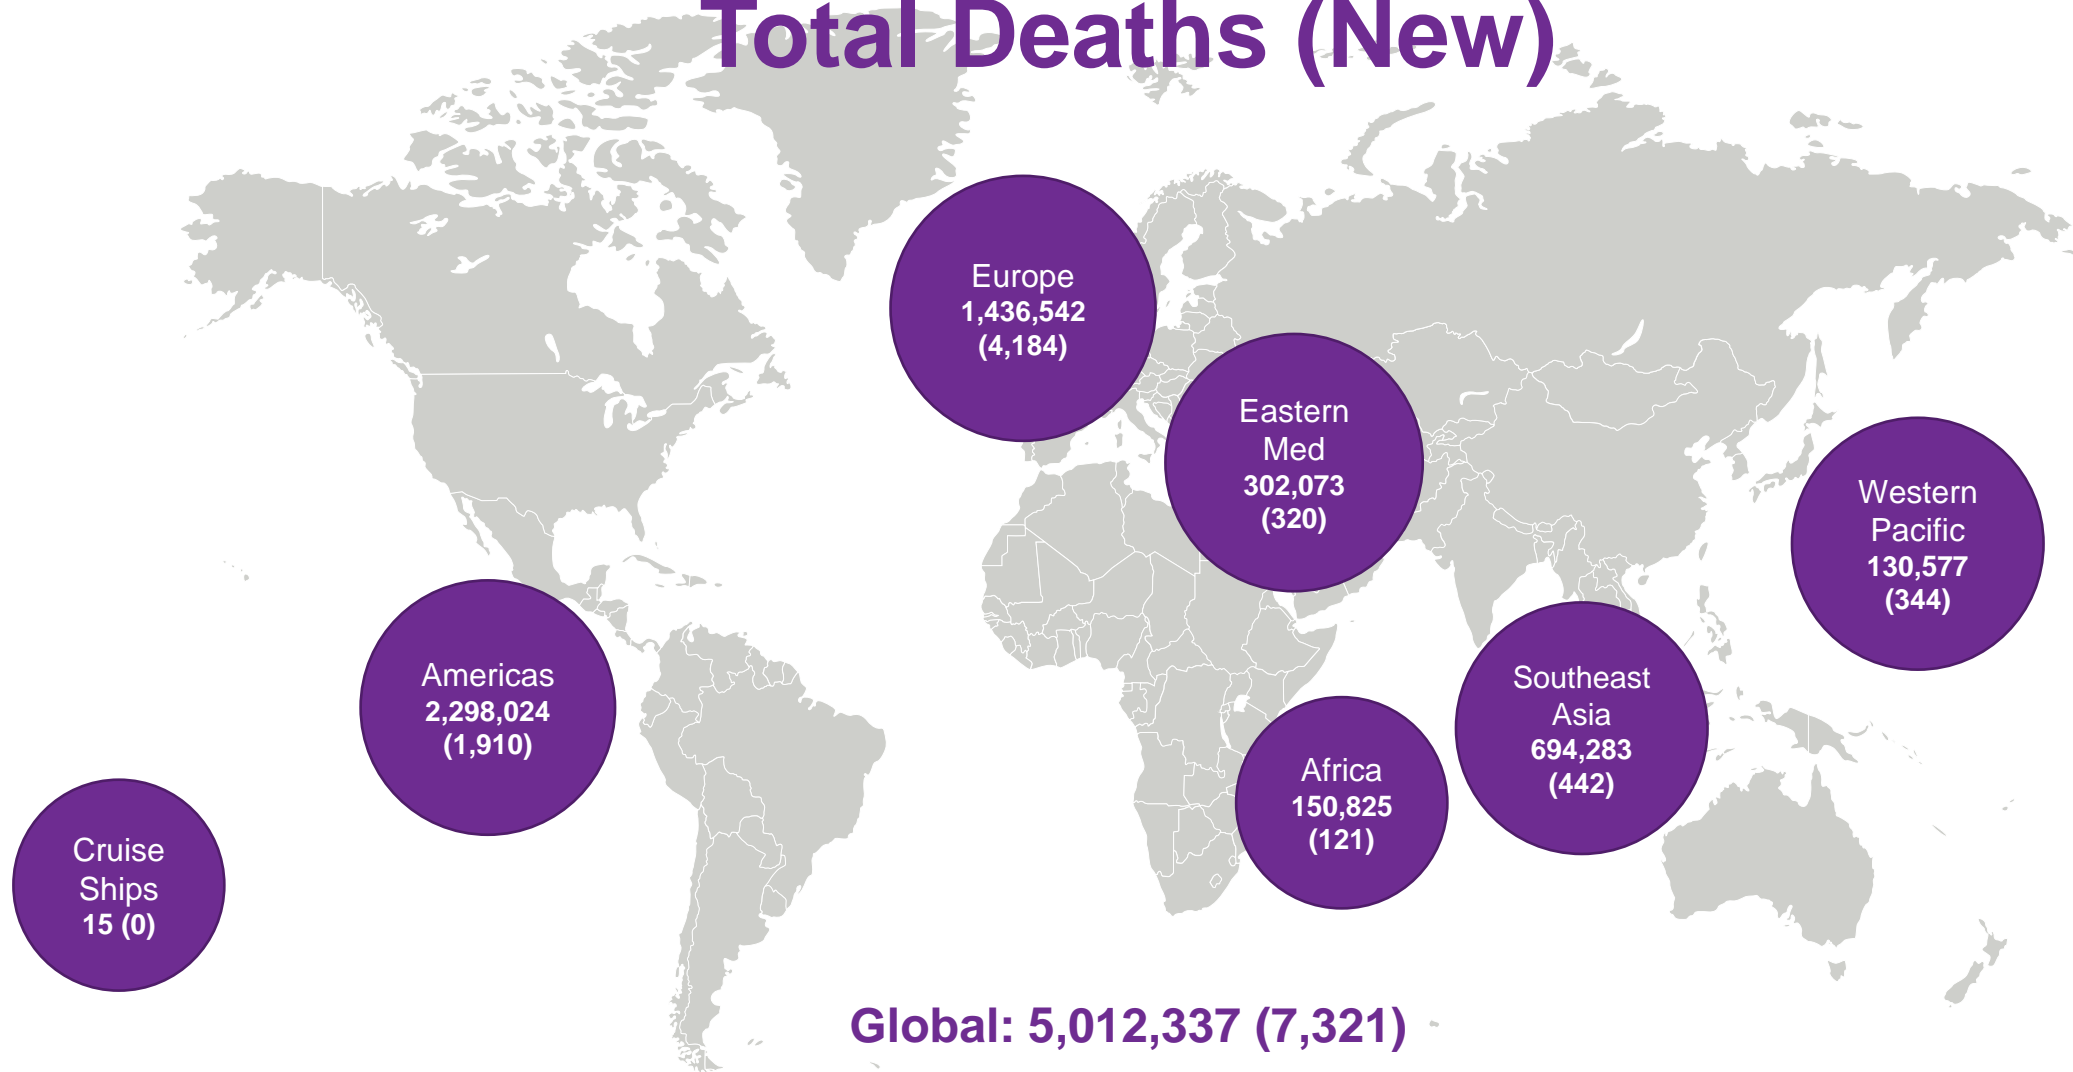 Total Deaths (New)
Europe
1,436,542
(4,184)
Eastern
Med
302,073
(320)
Western
Pacific
130,577
(344)
Americas
2,298,024
(1,910)
Southeast
Asia
694,283
(442)
Africa
150,825
(121)
Cruise
Ships
15 (0)
Global: 5,012,337 (7,321)